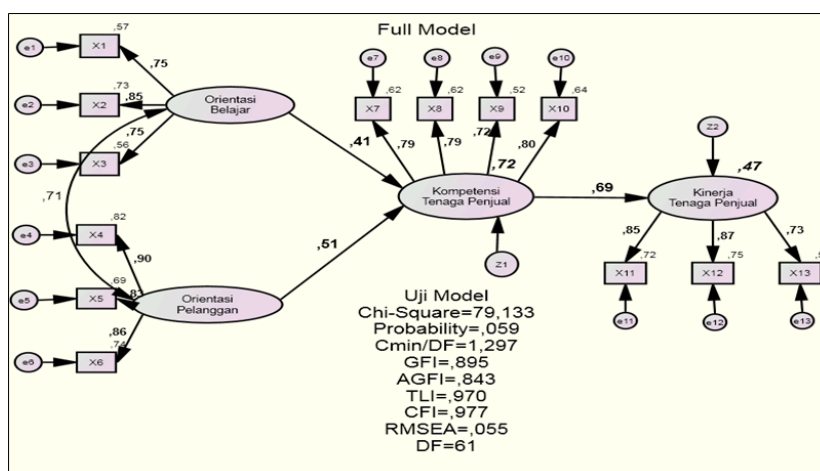 Full Model
e1
X1
,57
,75
e2
X2
,73
,85
e3
X3
,56
,75
Orientasi
Belajar
,71
e4
X4
,82
,90
e5
X5
,69
e6
X6
,74
,86
Orientasi
Pelanggan
,41
,51
e7
e8
e9
e10
X7
,62
X8
,62
X9
,52
X10
,64
,79
,79
,72
,80
,72
Kompetensi
Tenaga Penjual
Z1
,69
Z2
,47
Kinerja
Tenaga Penjual
,85
,87
,73
X11
,72
X12
,75
X13
e11
e12
e13
Uji Model
Chi-Square=79,133
Probability=,059
Cmin/DF=1,297
GFI=,895
AGFI=,843
TLI=,970
CFI=,977
RMSEA=,055
DF=61